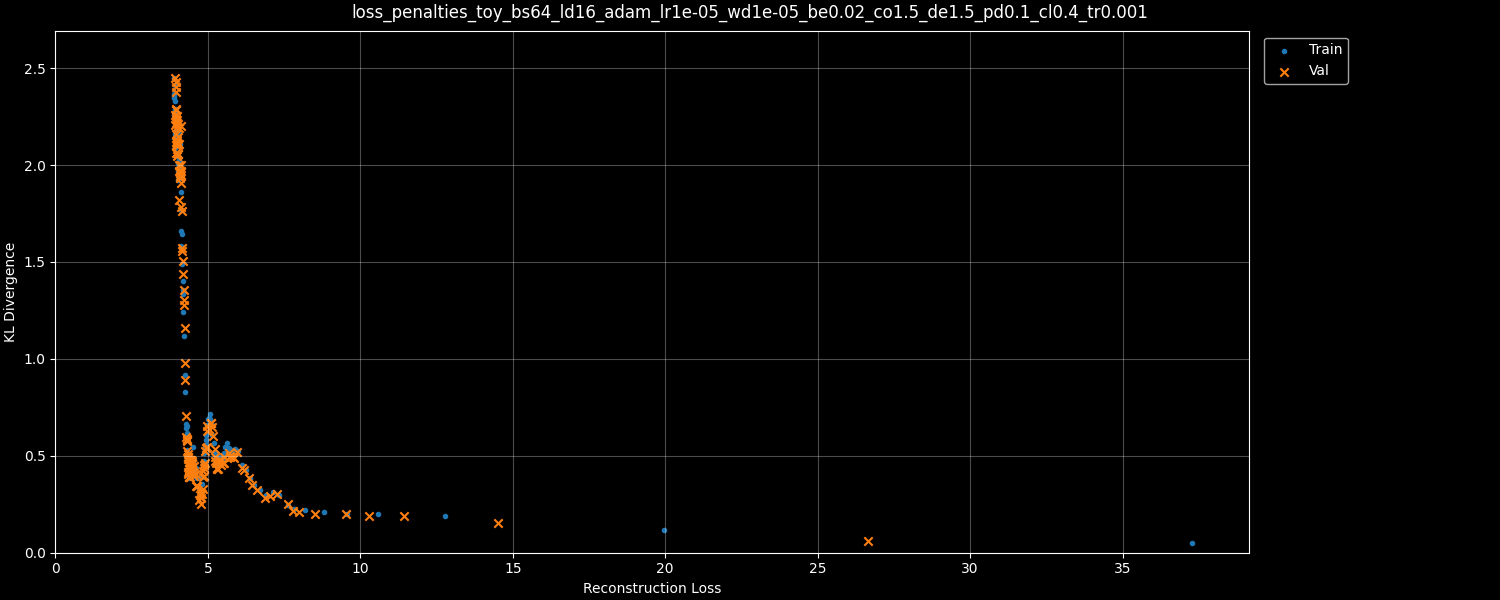 loss_penalties_toy_bs64_ld16_adam_lr1e-05_wd1e-05_be0.02_co1.5_de1.5_pd0.1_cl0.4_tr0.001
Train
Val
2.5
2.0
1.5
1.0
0.5
0.0
KL Divergence
0 5 10 15 20 25 30 35
Reconstruction Loss